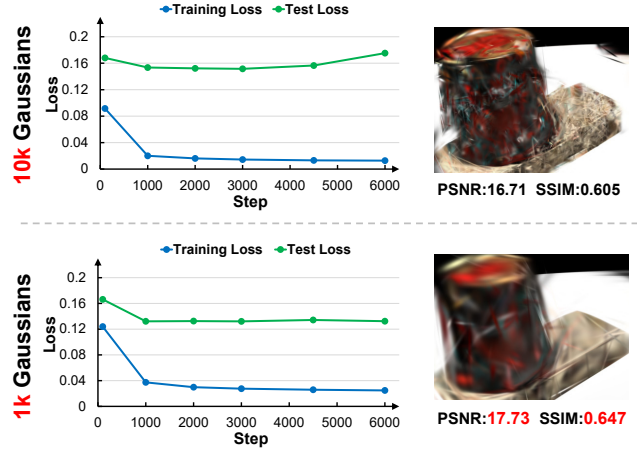 Training Loss Test Loss
0.2
0.16
0.12
0.08
0.04
0
Loss
0 1000 2000 3000 4000 5000 6000
Step
10k Gaussians
PSNR:16.71 SSIM:0.605
Training Loss Test Loss
0.2
0.16
0.12
0.08
0.04
0
Loss
0 1000 2000 3000 4000 5000 6000
Step
1k Gaussians
PSNR:17.73 SSIM:0.647